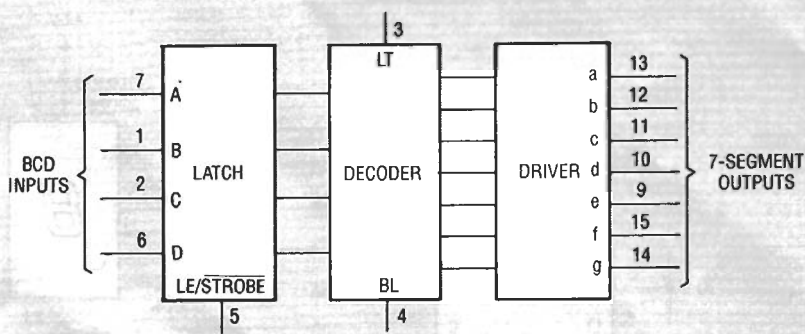 3
LT
7 A
1 B
2 C
6 D
BCD
INPUTS
LATCH
LE/STROBE
5
DECODER
BL
4
DRIVER
a 13
b 12
c 11
d 10
e 9
f 15
g 14
7-SEGMENT
OUTPUTS